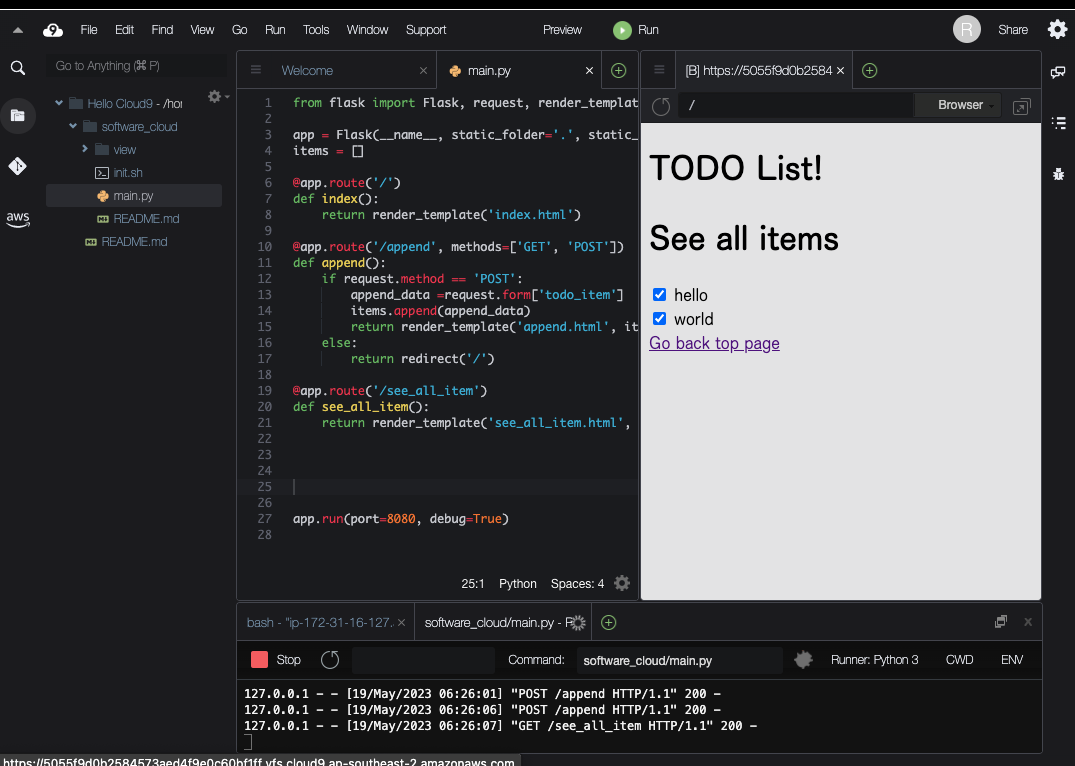 File Edit Find View Go Run Tools Window Support Preview Run R Share
Go to Anything (⌘ P)
Hello Cloud9 - /hor
software_cloud
view
init.sh
main.py
README.md
README.md
aws
Welcome
main.py
1 from flask import Flask, request, render_templat
2
3 app = Flask(__name__, static_folder='.', static_
4 items = []
5
6 @app.route('/')
7 def index():
8 return render_template('index.html')
9
10 @app.route('/append', methods=['GET', 'POST'])
11 def append():
12 if request.method == 'POST':
13 append_data =request.form['todo_item']
14 items.append(append_data)
15 return render_template('append.html', it
16 else:
17 return redirect('/')
18
19 @app.route('/see_all_item')
20 def see_all_item():
21 return render_template('see_all_item.html',
22
23
24
25
26
27 app.run(port=8080, debug=True)
28
25:1 Python Spaces: 4
[B] https://5055f9d0b2584
/ Browser
TODO List!
See all items
hello
world
Go back top page
bash - "ip-172-31-16-127.
software_cloud/main.py - R
Stop Command: software_cloud/main.py Runner: Python 3 CWD ENV
127.0.0.1 - - [19/May/2023 06:26:01] "POST /append HTTP/1.1" 200 -
127.0.0.1 - - [19/May/2023 06:26:06] "POST /append HTTP/1.1" 200 -
127.0.0.1 - - [19/May/2023 06:26:07] "GET /see_all_item HTTP/1.1" 200 -
https://5055f9d0b2584573aed4f9e0c60bf1ff.vfs.cloud9.ap-southeast-2.amazonaws.com